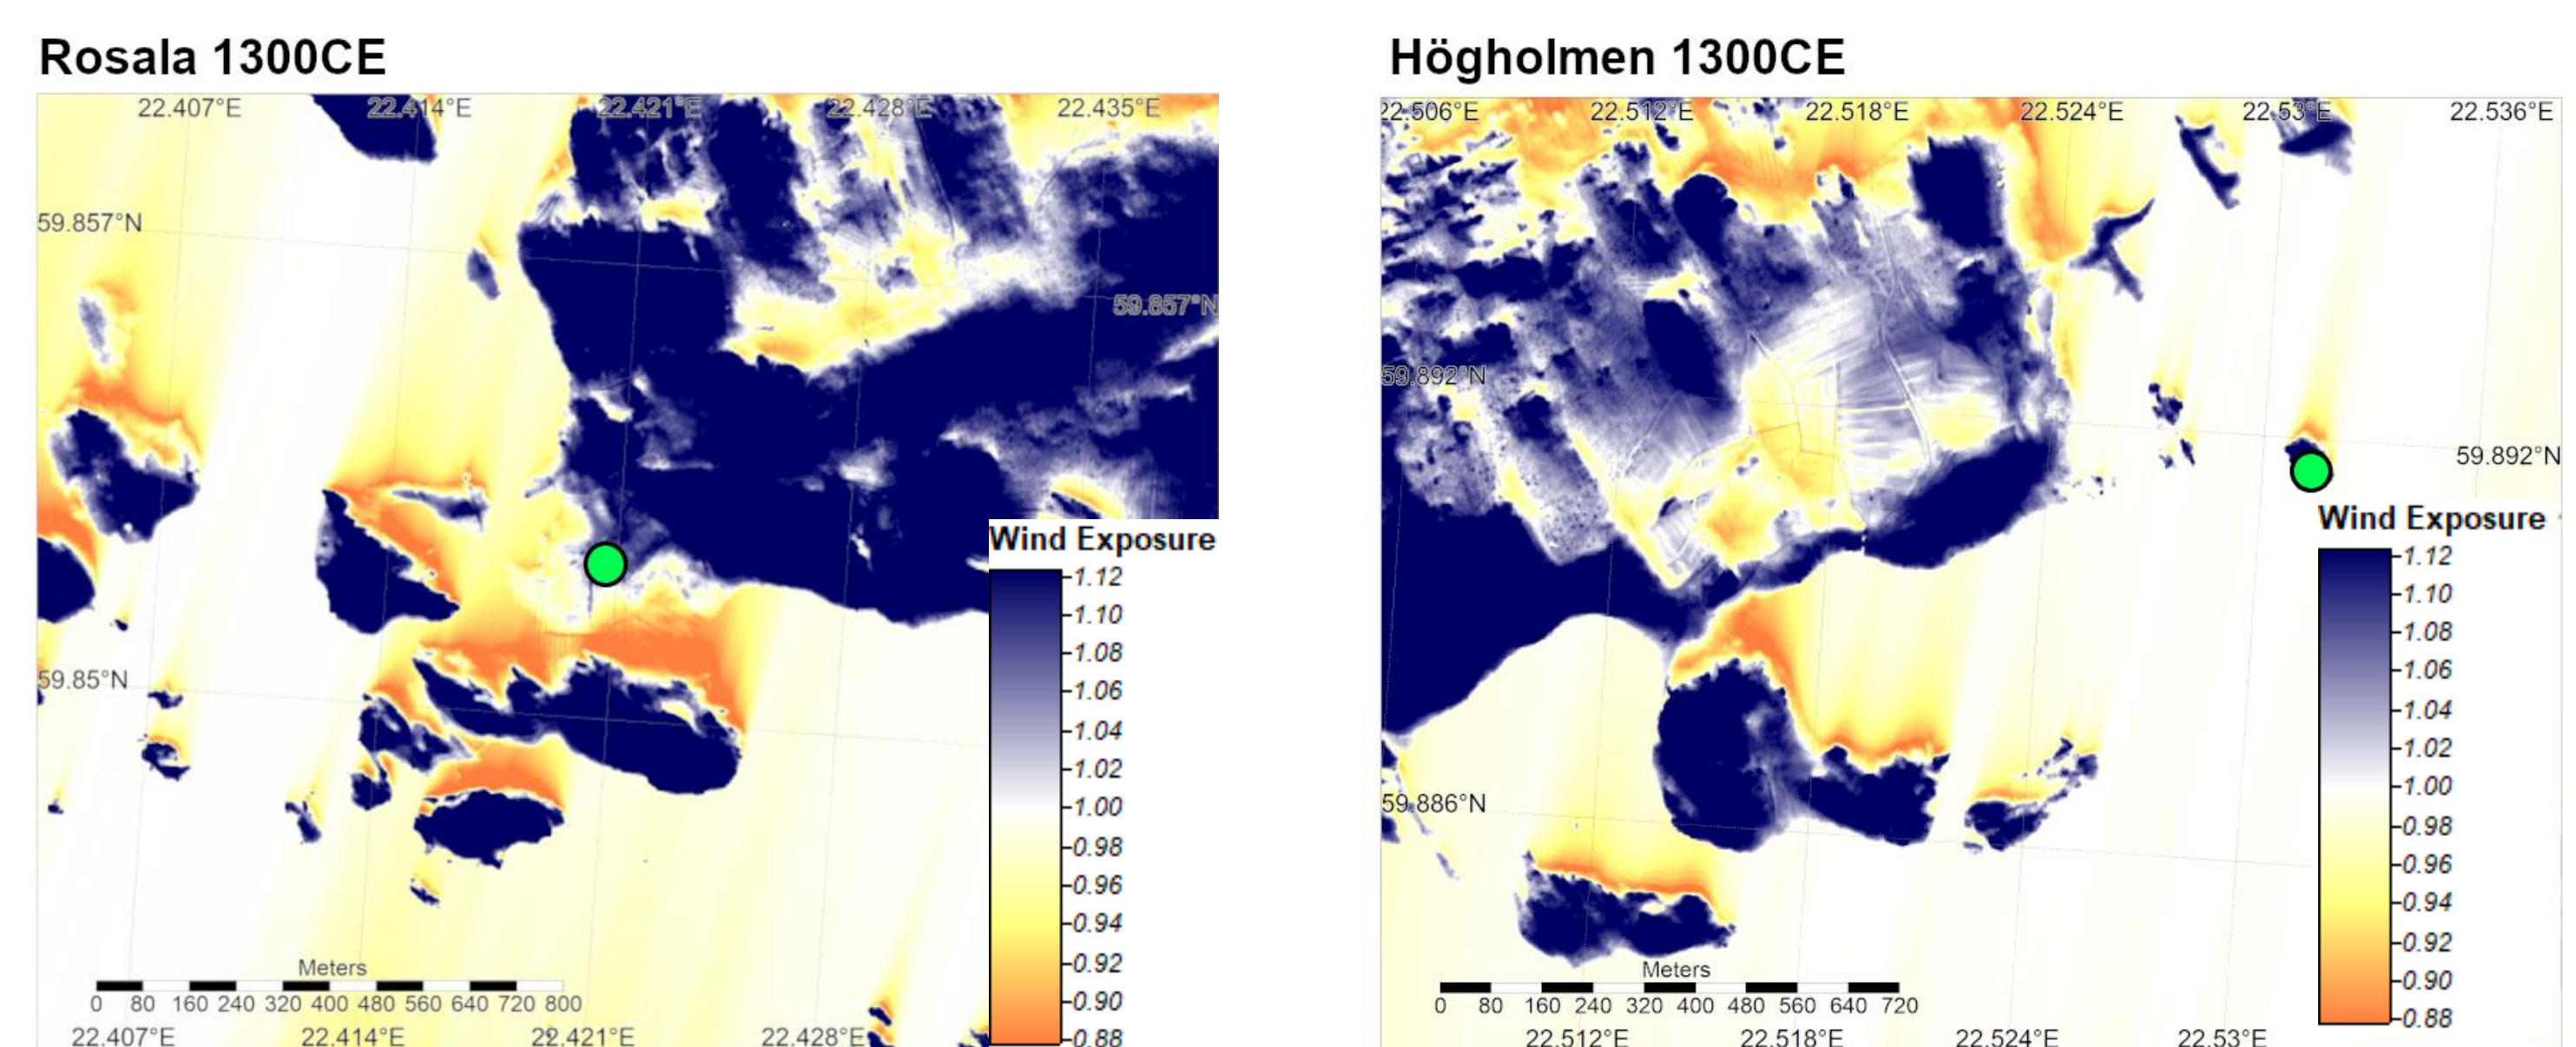 Rosala 1300CE
22.407°E 22.414°E 22.421°E 22.428°E 22.435°E
59.857°N
59.857°N
59.85°N
Wind Exposure
1.12
1.10
1.08
1.06
1.04
1.02
1.00
0.98
0.96
0.94
0.92
0.90
0.88
Meters
0 80 160 240 320 400 480 560 640 720 800
22.407°E 22.414°E 22.421°E 22.428°E
Högholmen 1300CE
22.506°E 22.512°E 22.518°E 22.524°E 22.53°E 22.536°E
59.892°N
59.892°N
59.886°N
Wind Exposure
1.12
1.10
1.08
1.06
1.04
1.02
1.00
0.98
0.96
0.94
0.92
0.90
0.88
Meters
0 80 160 240 320 400 480 560 640 720
22.512°E 22.518°E 22.524°E 22.53°E